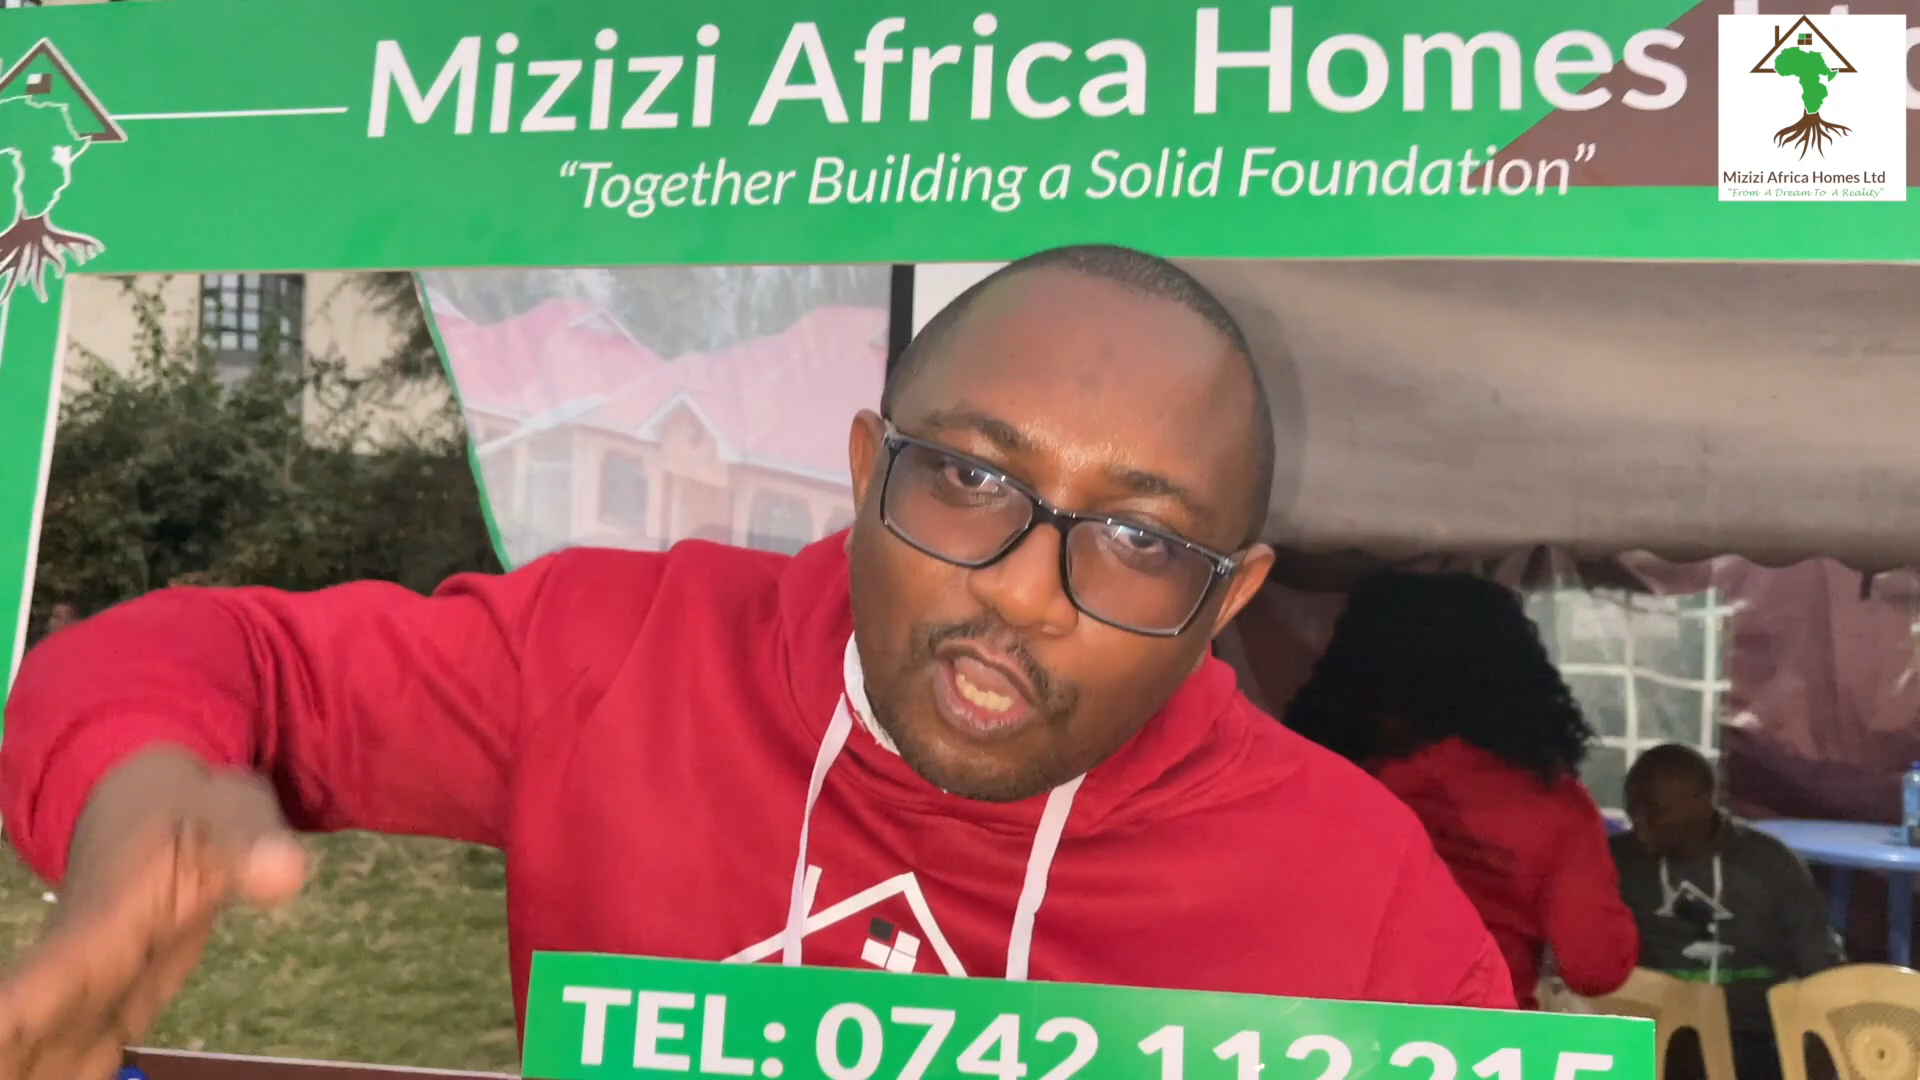 Mizizi Africa Homes
“Together Building a Solid Foundation”
Mizizi Africa Homes Ltd
"From A Dream To A Reality"
TEL: 0742 112 215